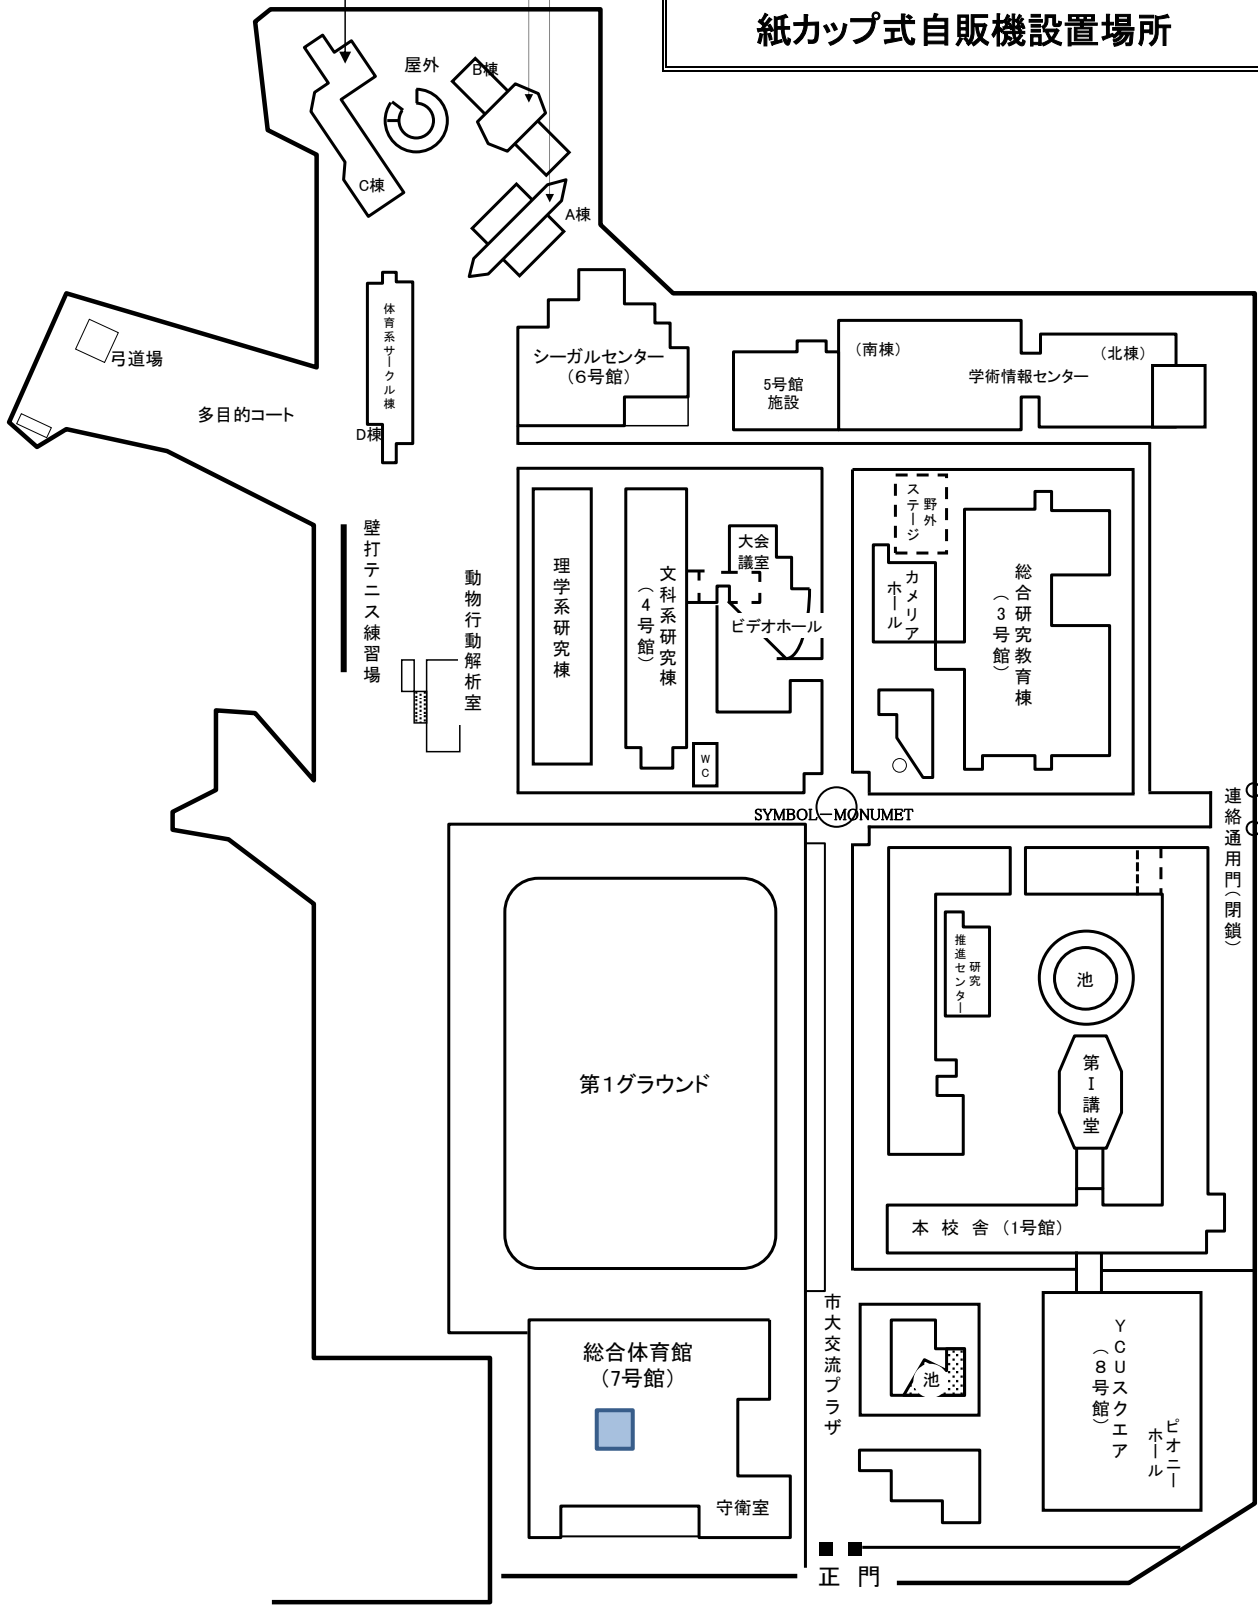 紙カップ式自販機設置場所
屋外
B棟
C棟
A棟
体育系サークル棟
D棟
弓道場
多目的コート
シーガルセンター
（6号館）
5号館
施設
（南棟）
（北棟）
学術情報センター
壁打テニス練習場
動物行動解析室
理学系研究棟
文科系研究棟
（4号館）
大会
議室
ビデオホール
WC
野外
ステージ
カメリア
ホール
総合研究教育棟
（3号館）
SYMBOL－MONUMET
連絡通用門（閉鎖）
研究
推進センター
池
第I講堂
第1グラウンド
本校舎（1号館）
市大交流プラザ
総合体育館
（7号館）
守衛室
池
YCUスクエア
（8号館）
ピオニー
ホール
正門